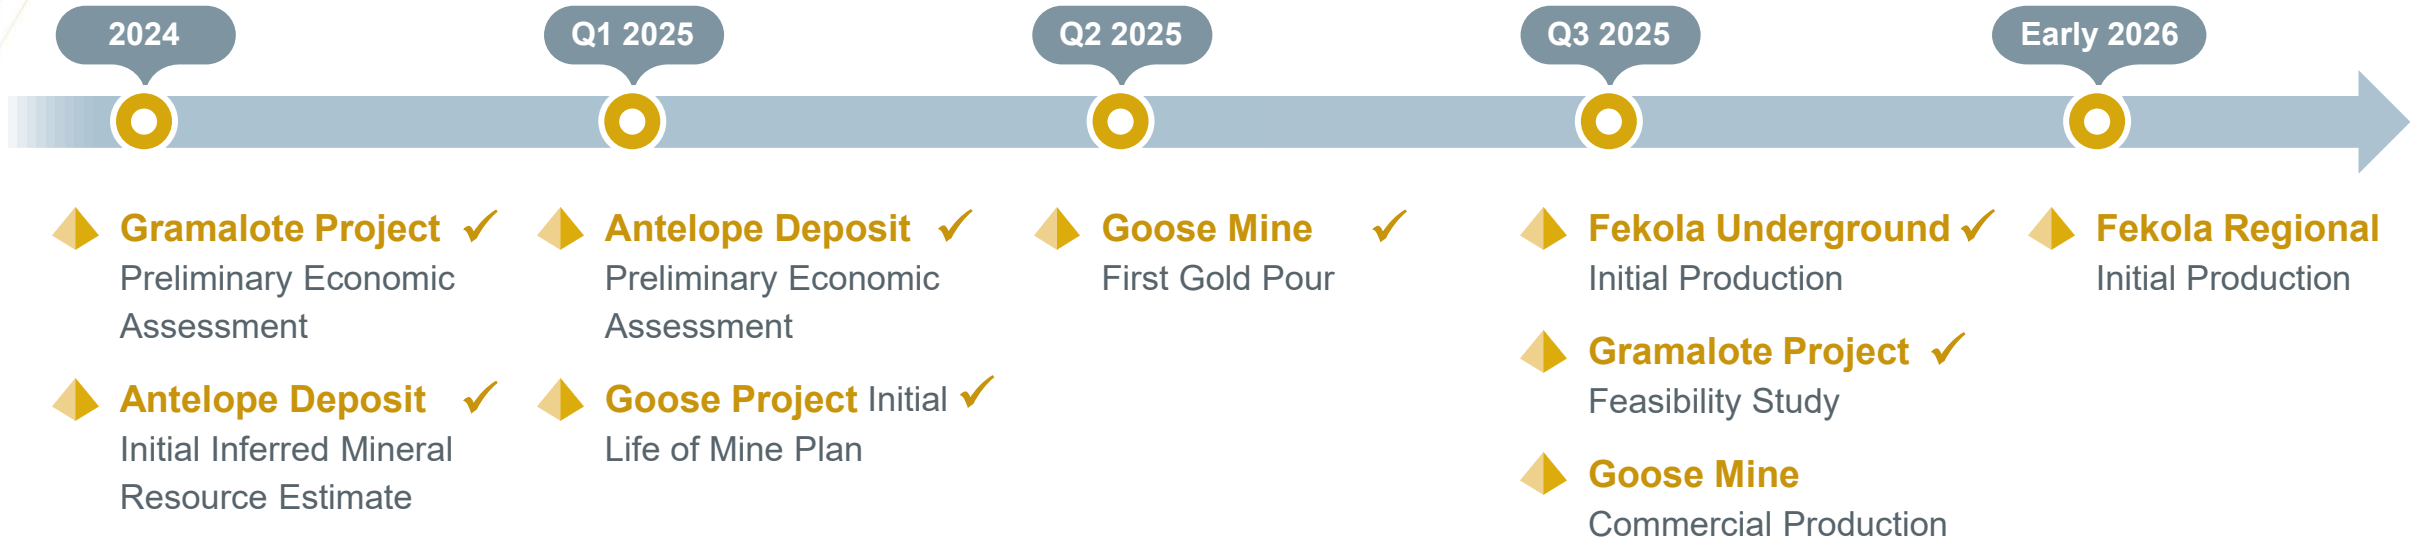 2024
Q1 2025
Q2 2025
Q3 2025
Early 2026
Gramalote Project ✓
Preliminary Economic
Assessment
Antelope Deposit ✓
Initial Inferred Mineral
Resource Estimate
Antelope Deposit ✓
Preliminary Economic
Assessment
Goose Project Initial ✓
Life of Mine Plan
Goose Mine ✓
First Gold Pour
Fekola Underground ✓
Initial Production
Gramalote Project ✓
Feasibility Study
Goose Mine
Commercial Production
Fekola Regional
Initial Production